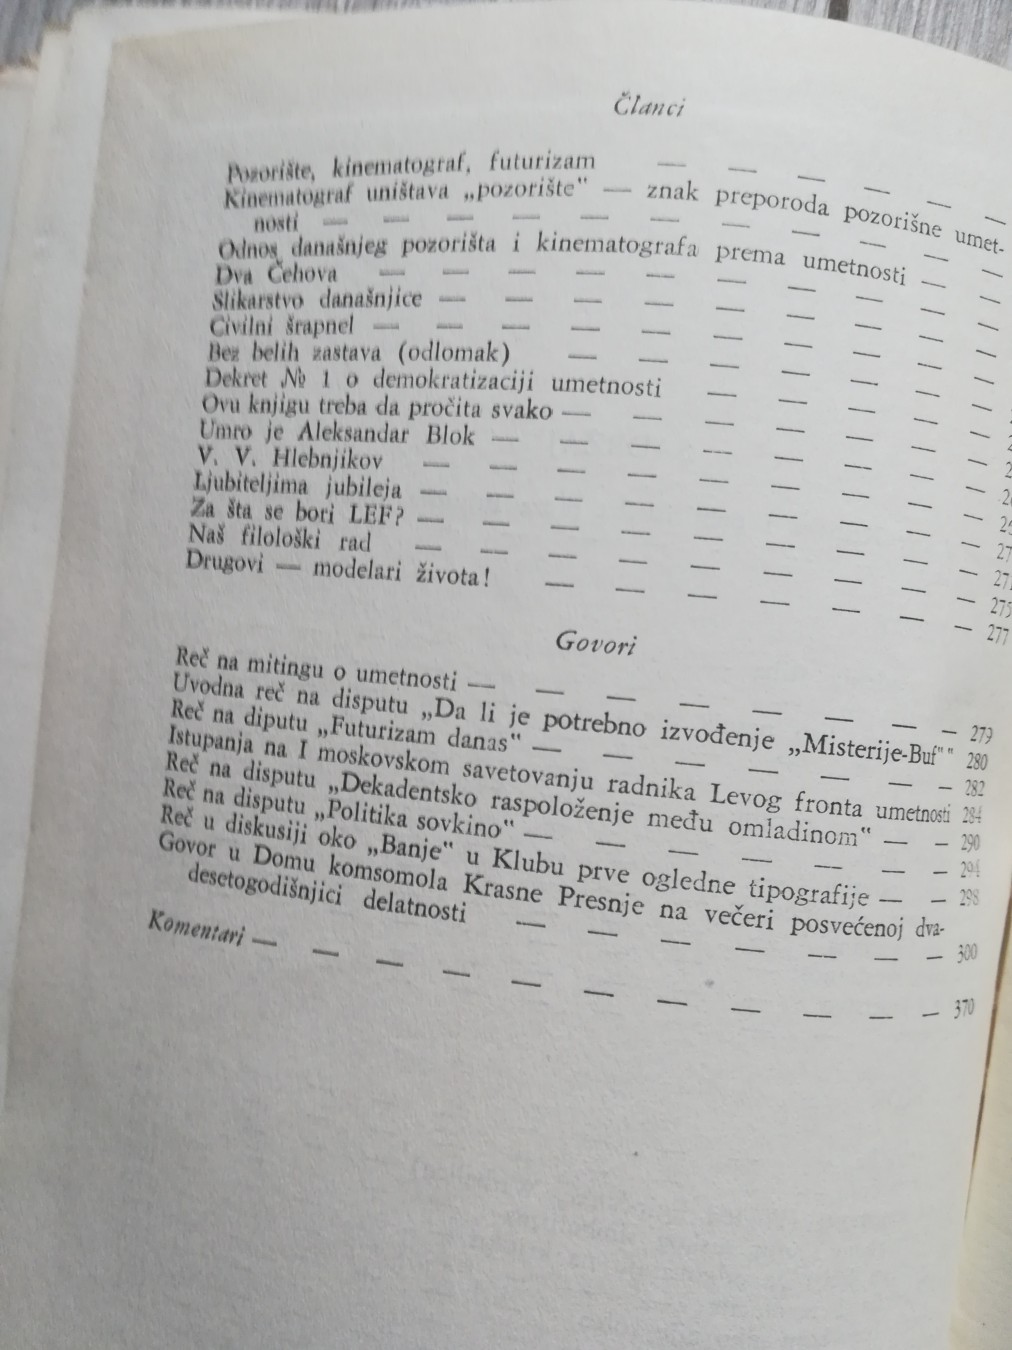 Članci
Pozorište, kinematograf, futurizam — — — — — —
Kinematograf uništava „pozorište" — znak preporoda pozorišne umet-
nosti — — — — — — — — — — —
Odnos današnjeg pozorišta i kinematografa prema umetnosti — —
Dva Čehova — — — — — — — — — —
Slikarstvo današnjice — — — — — — — — —
Civilni šrapnel — — — — — — — — — —
Bez belih zastava (odlomak) — — — — — — —
Dekret № 1 o demokratizaciji umetnosti — — — — —
Ovu knjigu treba da pročita svako — — — — — — —
Umro je Aleksandar Blok — — — — — — — —
V. V. Hlebnjikov — — — — — — — — —
Ljubiteljima jubileja — — — — — — — — —
Za šta se bori LEF? — — — — — — — — —
Naš filološki rad — — — — — — — — — 275
Drugovi — modelari života! — — — — — — — 277
Govori
Reč na mitingu o umetnosti — — — — — — — — 279
Uvodna reč na disputu „Da li je potrebno izvođenje „Misterije-Buf"" 280
Reč na diputu „Futurizam danas" — — — — — — — 282
Istupanja na I moskovskom savetovanju radnika Levog fronta umetnosti 284
Reč na disputu „Dekadentsko raspoloženje među omladinom" — — 290
Reč na disputu „Politika sovkino" — — — — — — — 294
Reč u diskusiji oko „Banje" u Klubu prve ogledne tipografije — — 298
Govor u Domu komsomola Krasne Presnje na večeri posvećenoj dva-
desetogodišnjici delatnosti — — — — — — — 300
Komentari — — — — — — — — — — — 370